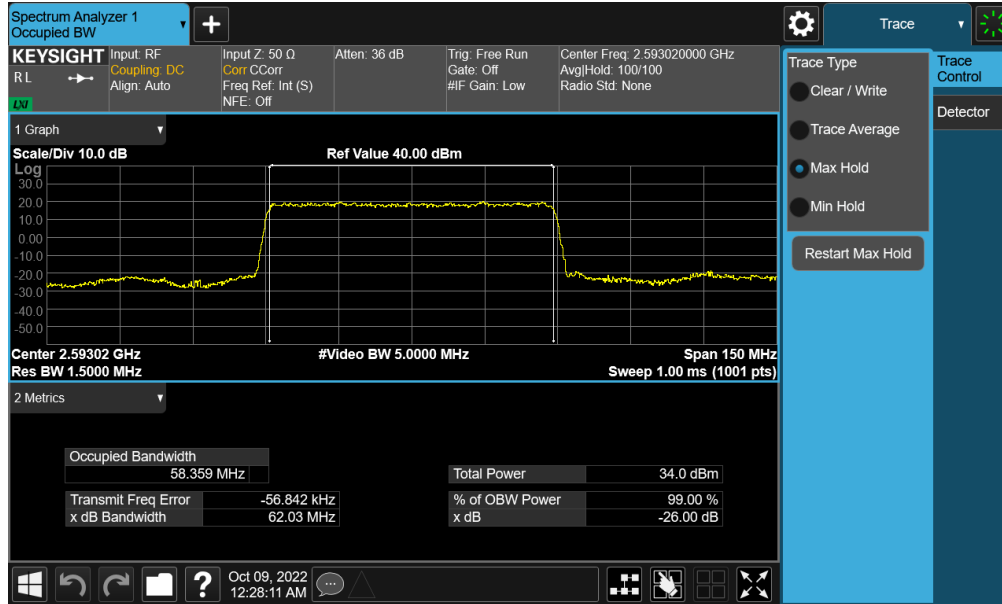 Spectrum Analyzer 1
Occupied BW
Trace
KEYSIGHT
R L
LXI
Input: RF
Coupling: DC
Align: Auto
Input Z: 50 Ω
Corr CCorr
Freq Ref: Int (S)
NFE: Off
Atten: 36 dB
Trig: Free Run
Gate: Off
#IF Gain: Low
Center Freq: 2.593020000 GHz
Avg|Hold: 100/100
Radio Std: None
Trace Type
Clear / Write
Trace Average
Max Hold
Min Hold
Restart Max Hold
Trace
Control
Detector
1 Graph
Scale/Div 10.0 dB
Ref Value 40.00 dBm
Log
30.0
20.0
10.0
0.00
-10.0
-20.0
-30.0
-40.0
-50.0
Center 2.59302 GHz
#Video BW 5.0000 MHz
Span 150 MHz
Res BW 1.5000 MHz
Sweep 1.00 ms (1001 pts)
2 Metrics
Occupied Bandwidth
58.359 MHz
Total Power 34.0 dBm
Transmit Freq Error -56.842 kHz
% of OBW Power 99.00 %
x dB Bandwidth 62.03 MHz
x dB -26.00 dB
?
Oct 09, 2022
12:28:11 AM